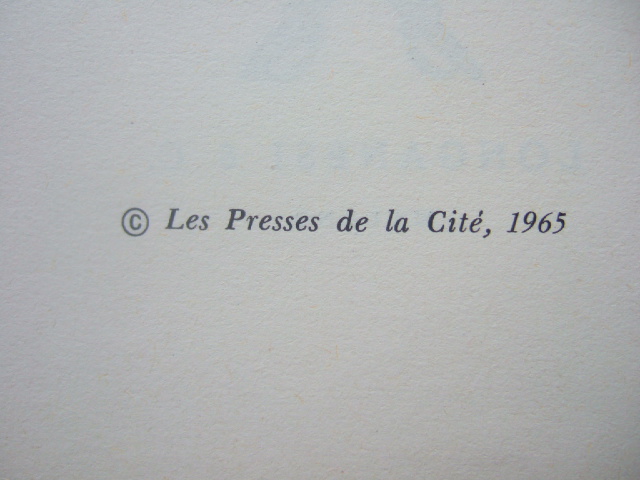 © Les Presses de la Cité, 1965